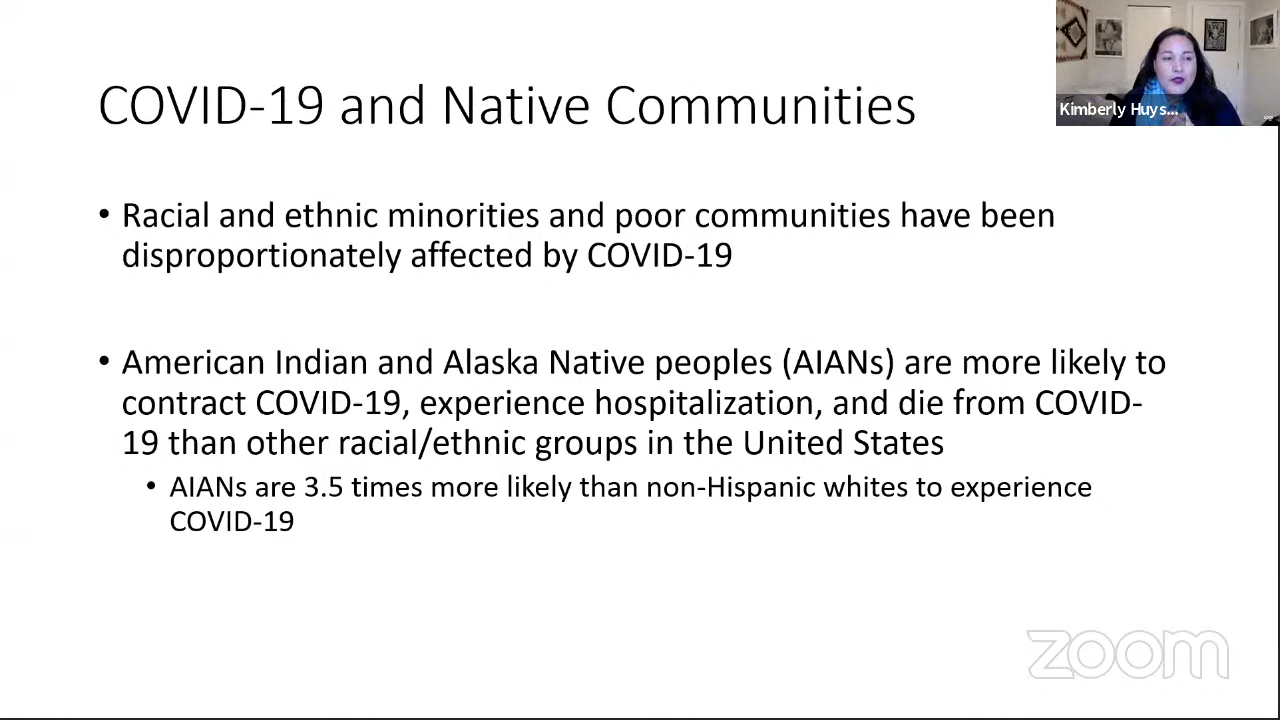 COVID-19 and Native Communities
Kimberly Huys...
• Racial and ethnic minorities and poor communities have been
disproportionately affected by COVID-19
• American Indian and Alaska Native peoples (AIANs) are more likely to
contract COVID-19, experience hospitalization, and die from COVID-
19 than other racial/ethnic groups in the United States
• AIANs are 3.5 times more likely than non-Hispanic whites to experience
COVID-19
zoom